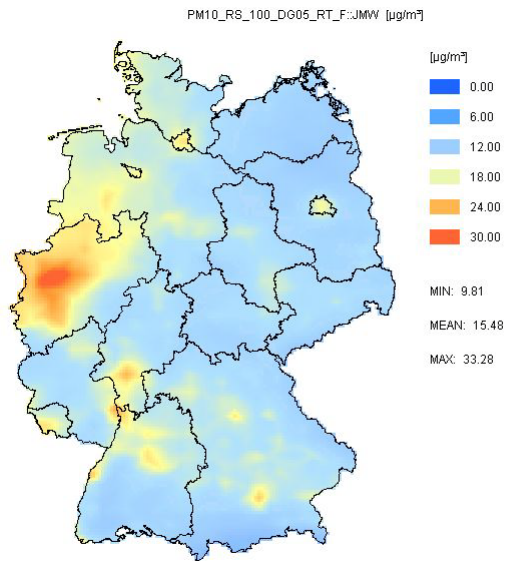 PM10_RS_100_DG05_RT_F::JMW [µg/m³]
[µg/m³]
0.00
6.00
12.00
18.00
24.00
30.00
MIN: 9.81
MEAN: 15.48
MAX: 33.28